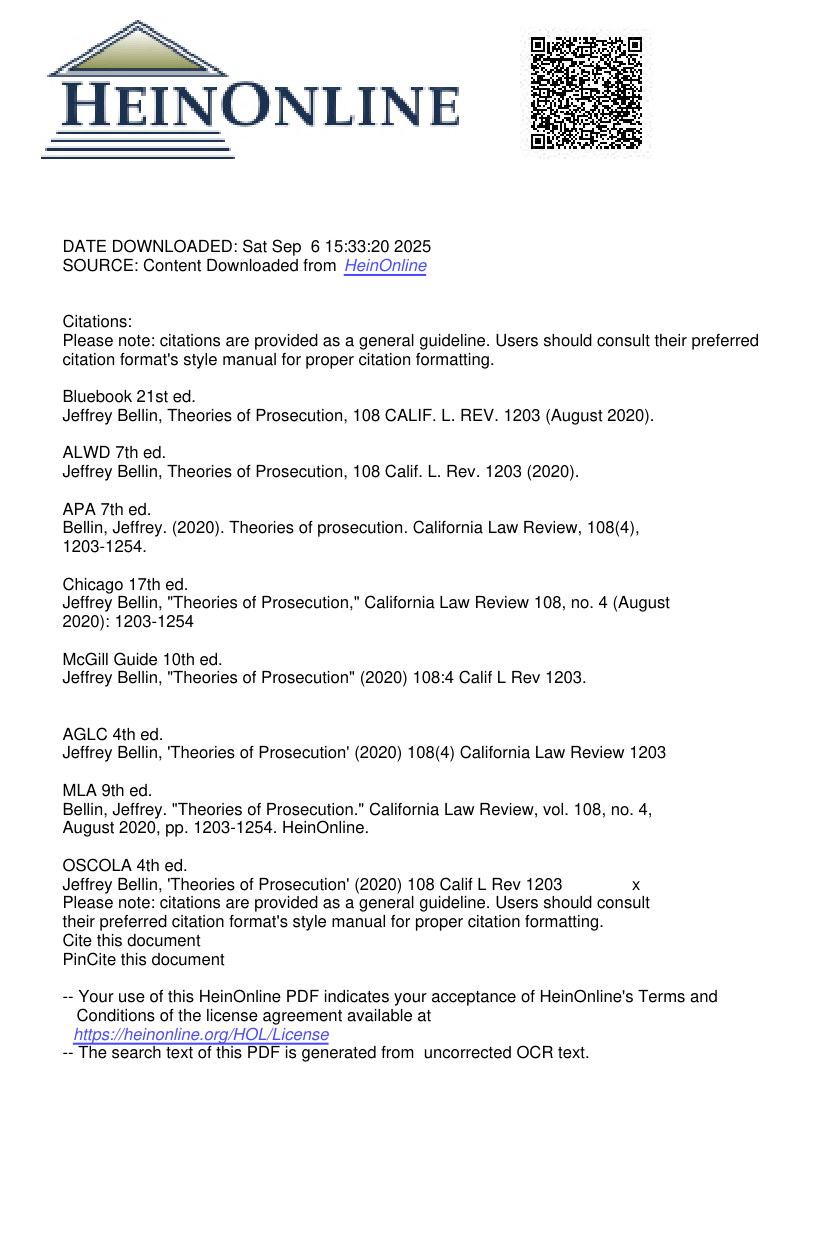 HEINONLINE
DATE DOWNLOADED: Sat Sep  6 15:33:20 2025
SOURCE: Content Downloaded from HeinOnline
Citations:
Please note: citations are provided as a general guideline. Users should consult their preferred
citation format's style manual for proper citation formatting.
Bluebook 21st ed.
Jeffrey Bellin, Theories of Prosecution, 108 CALIF. L. REV. 1203 (August 2020).
ALWD 7th ed.
Jeffrey Bellin, Theories of Prosecution, 108 Calif. L. Rev. 1203 (2020).
APA 7th ed.
Bellin, Jeffrey. (2020). Theories of prosecution. California Law Review, 108(4),
1203-1254.
Chicago 17th ed.
Jeffrey Bellin, "Theories of Prosecution," California Law Review 108, no. 4 (August
2020): 1203-1254
McGill Guide 10th ed.
Jeffrey Bellin, "Theories of Prosecution" (2020) 108:4 Calif L Rev 1203.
AGLC 4th ed.
Jeffrey Bellin, 'Theories of Prosecution' (2020) 108(4) California Law Review 1203
MLA 9th ed.
Bellin, Jeffrey. "Theories of Prosecution." California Law Review, vol. 108, no. 4,
August 2020, pp. 1203-1254. HeinOnline.
OSCOLA 4th ed.
Jeffrey Bellin, 'Theories of Prosecution' (2020) 108 Calif L Rev 1203 x
Please note: citations are provided as a general guideline. Users should consult
their preferred citation format's style manual for proper citation formatting.
Cite this document
PinCite this document
-- Your use of this HeinOnline PDF indicates your acceptance of HeinOnline's Terms and
Conditions of the license agreement available at
https://heinonline.org/HOL/License
-- The search text of this PDF is generated from  uncorrected OCR text.